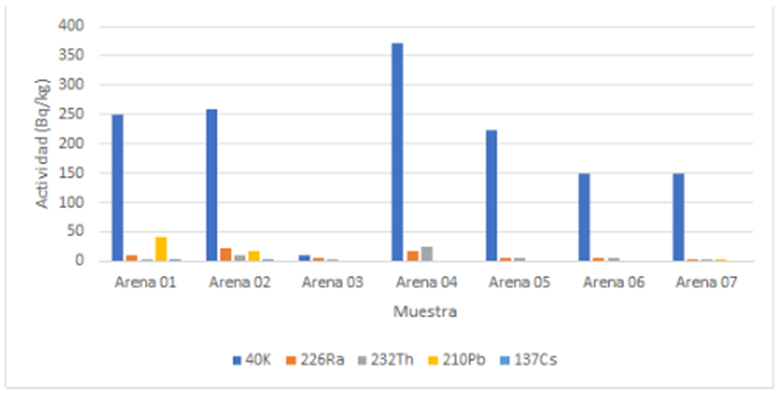 400
350
300
250
200
150
100
50
0
Actividad (Bq/kg)
Arena 01 Arena 02 Arena 03 Arena 04 Arena 05 Arena 06 Arena 07
Muestra
40K 226Ra 232Th 210Pb 137Cs